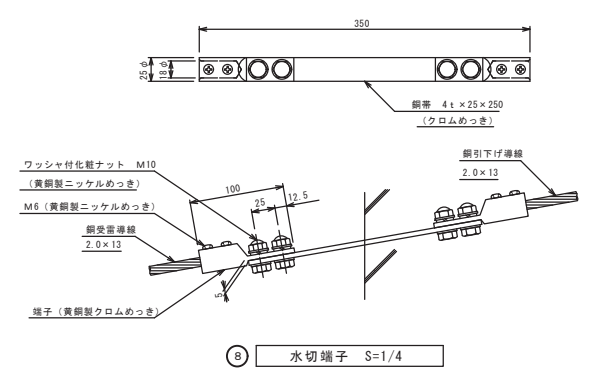 350
25φ
18φ
銅帯 4t×25×250
(クロムめっき)
ワッシャ付化粧ナット M10
(黄銅製ニッケルめっき)
M6(黄銅製ニッケルめっき)
銅受雷導線
2.0×13
100
25
12.5
銅引下げ導線
2.0×13
5
端子(黄銅製クロムめっき)
8 水切端子 S=1/4